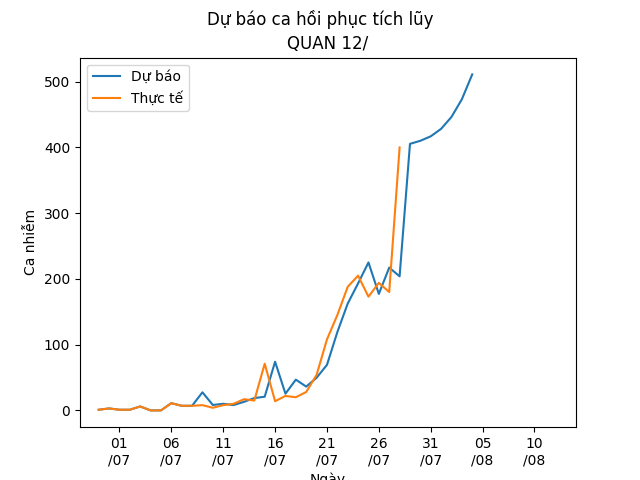 Dự báo ca hồi phục tích lũy
QUAN 12/
Dự báo
Thực tế
Ca nhiễm
500
400
300
200
100
0
01 06 11 16 21 26 31 05 10
/07 /07 /07 /07 /07 /07 /07 /08 /08
Ngày